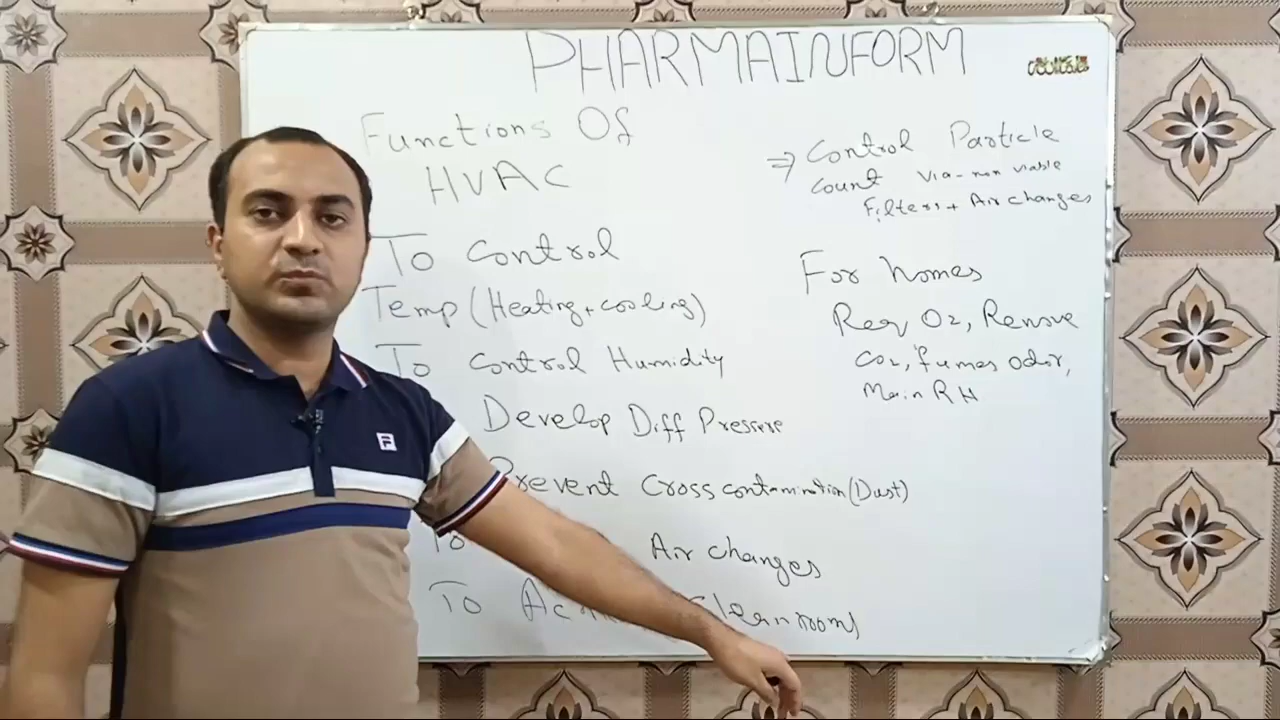 PHARMAINFORM
Functions Of
HVAC
To Control
Temp (Heating+cooling)
To Control Humidity
Develop Diff Pressure
Prevent Cross contamination (Dust)
To Air changes
To Clean rooms
⇒ Control Particle
Count Via-non viable
Filters + Air changes
For homes
Req O2, Remove
CO2, fumes odor,
Main RH
F